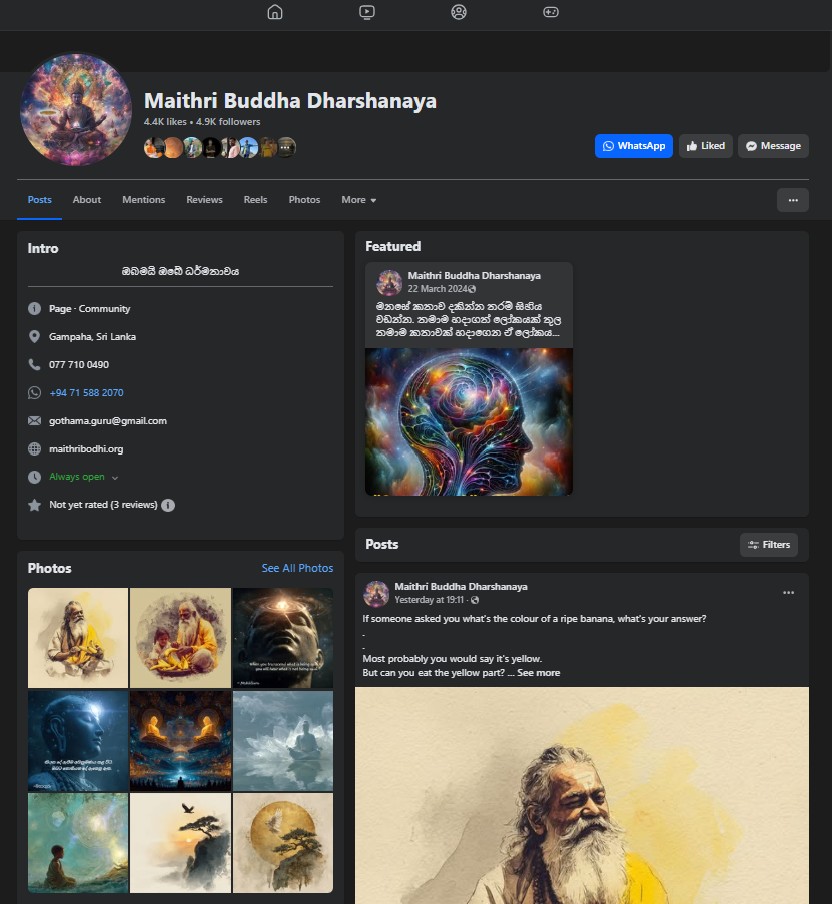 Maithri Buddha Dharshanaya
4.4K likes • 4.9K followers
WhatsApp
Liked
Message
Posts
About
Mentions
Reviews
Reels
Photos
More
Intro
ඔබමයි ඔබේ ධර්මතාවය
Page · Community
Gampaha, Sri Lanka
077 710 0490
+94 71 588 2070
gothama.guru@gmail.com
maithribodhi.org
Always open
Not yet rated (3 reviews)
Photos
See All Photos
Featured
Maithri Buddha Dharshanaya
22 March 2024
මනසේ කතාව දකින්න තරම් සිහිය
වඩන්න. තමාම හදාගත් ලෝකයක් තුල
තමාම කතාවක් හදාගෙන ඒ ලෝකය...
Posts
Filters
Maithri Buddha Dharshanaya
Yesterday at 19:11 ·
If someone asked you what's the colour of a ripe banana, what's your answer?
.
.
Most probably you would say it's yellow.
But can you eat the yellow part? ... See more